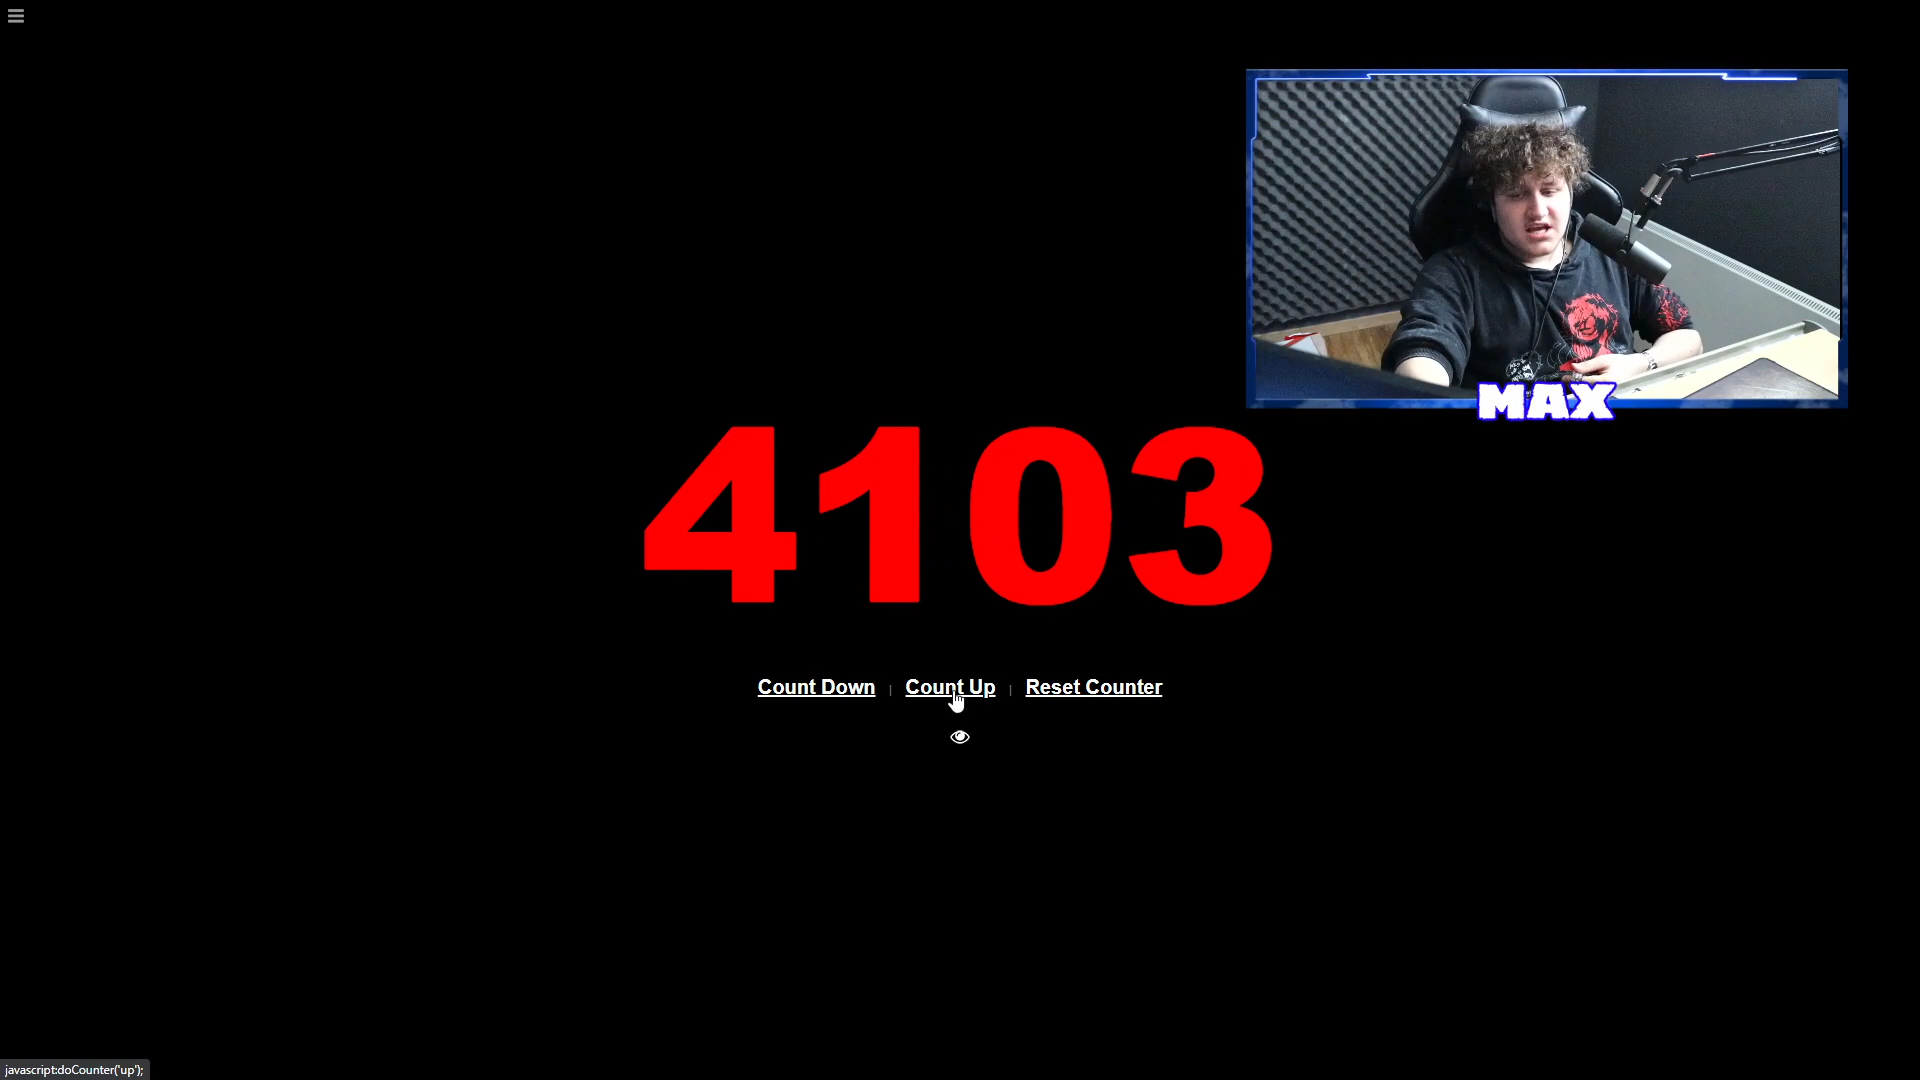 MAX
4103
Count Down | Count Up | Reset Counter
javascript:doCounter('up');